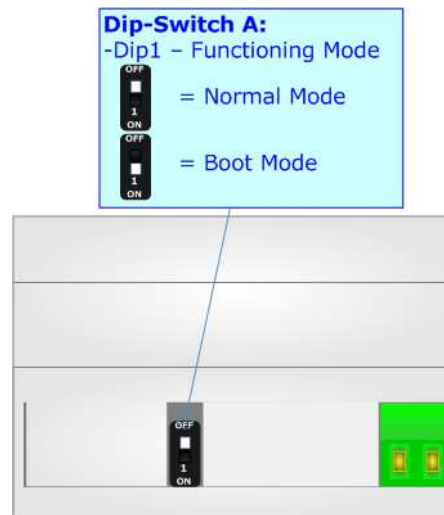 Dip-Switch A:
-Dip1 – Functioning Mode
OFF
1
ON
= Normal Mode
OFF
1
ON
= Boot Mode
OFF
1
ON